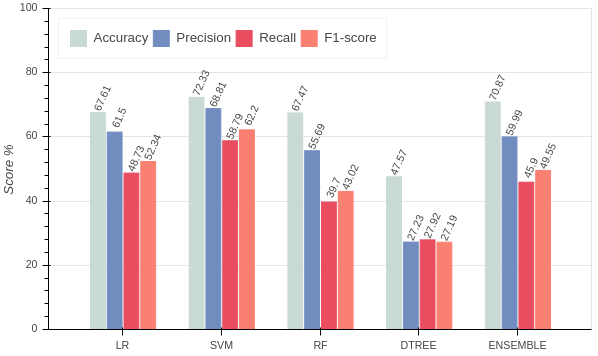 100
80
60
40
20
0
Score %
Accuracy Precision Recall F1-score
67.61 61.5 48.73 52.34
72.33 68.81 58.79 62.2
67.47 55.69 39.7 43.02
47.57 27.23 27.92 27.19
70.87 59.99 45.9 49.55
LR SVM RF DTREE ENSEMBLE